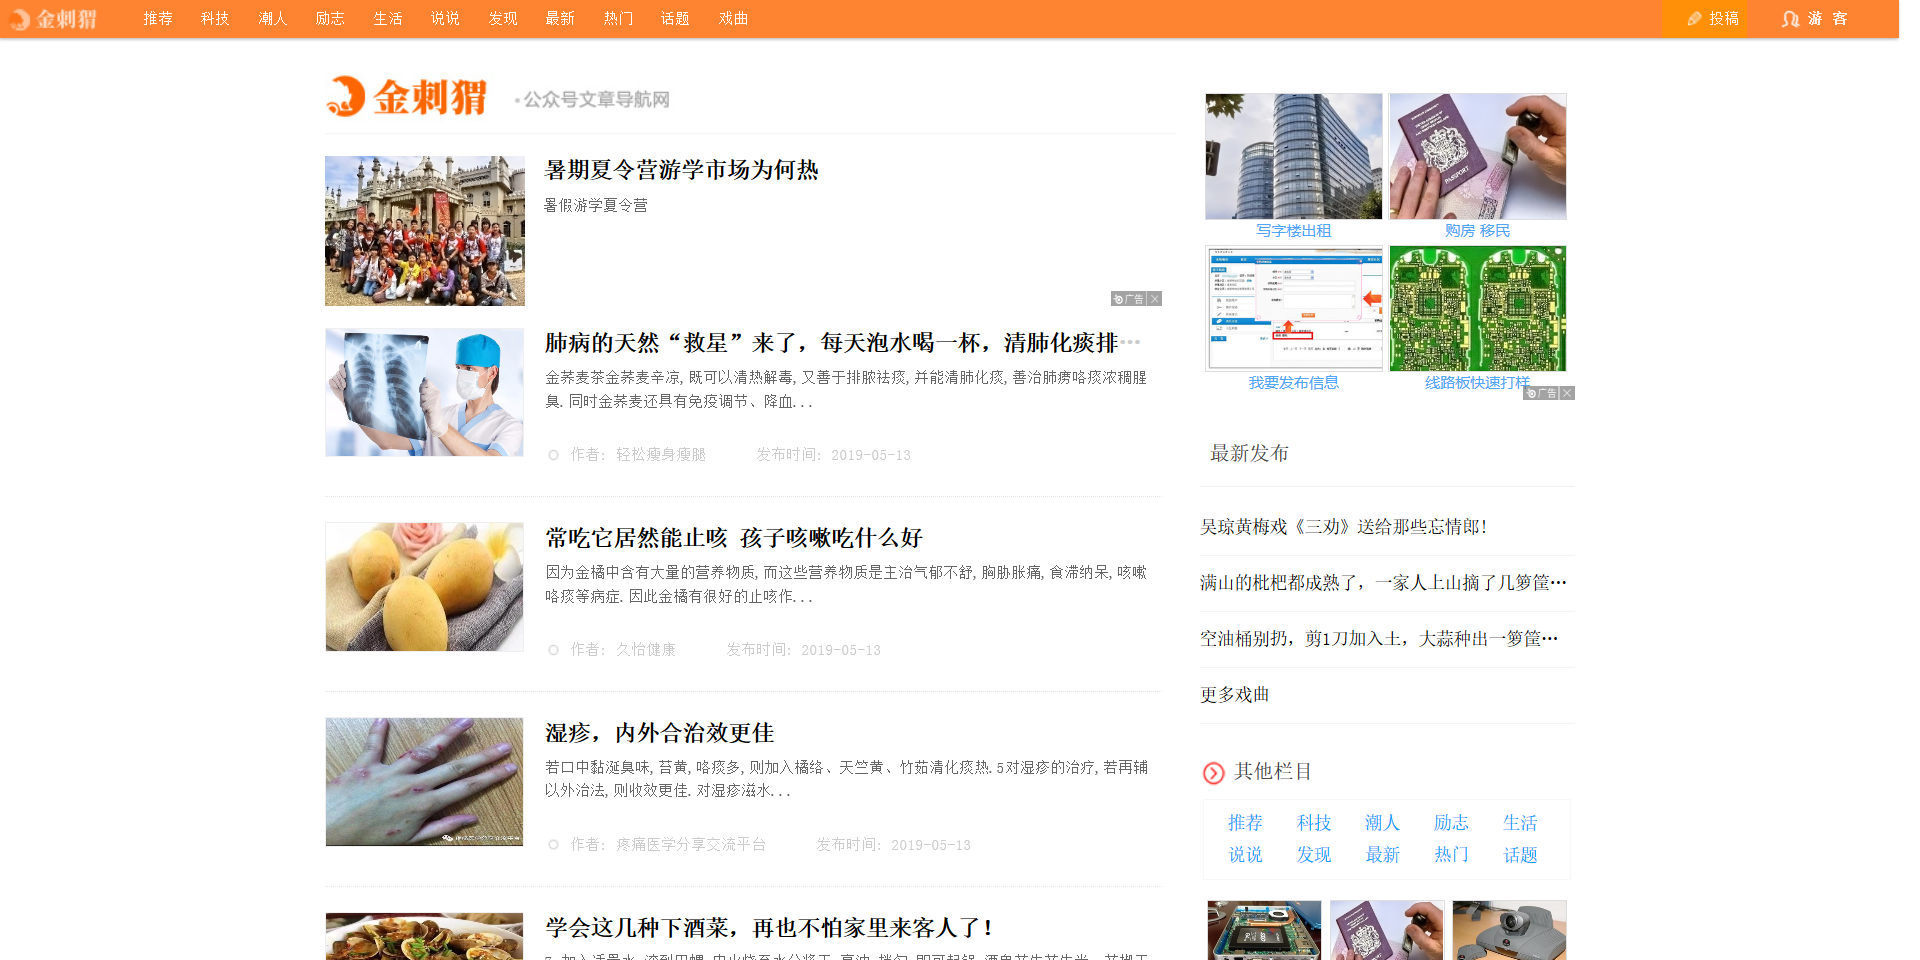 金刺猬 推荐 科技 潮人 励志 生活 说说 发现 最新 热门 话题 戏曲 投稿 游 客
金刺猬 ·公众号文章导航网
暑期夏令营游学市场为何热
暑假游学夏令营
广告
肺病的天然“救星”来了，每天泡水喝一杯，清肺化痰排···
金荞麦茶金荞麦辛凉,既可以清热解毒,又善于排脓祛痰,并能清肺化痰,善治肺痨咯痰浓稠腥
臭.同时金荞麦还具有免疫调节、降血...
作者: 轻松瘦身瘦腿 发布时间: 2019-05-13
常吃它居然能止咳 孩子咳嗽吃什么好
因为金橘中含有大量的营养物质,而这些营养物质是主治气郁不舒,胸胁胀痛,食滞纳呆,咳嗽
咯痰等病症.因此金橘有很好的止咳作...
作者: 久怡健康 发布时间: 2019-05-13
湿疹，内外合治效更佳
若口中黏涎臭味,苔黄,咯痰多,则加入橘络、天竺黄、竹茹清化痰热.5对湿疹的治疗,若再辅
以外治法,则收效更佳.对湿疹滋水...
作者: 疼痛医学分享交流平台 发布时间: 2019-05-13
学会这几种下酒菜，再也不怕家里来客人了！
PASSPORT
写字楼出租 购房 移民
我要发布信息 线路板快速打样
广告
最新发布
吴琼黄梅戏《三劝》送给那些忘情郎!
满山的枇杷都成熟了，一家人上山摘了几箩筐···
空油桶别扔，剪1刀加入土，大蒜种出一箩筐···
更多戏曲
其他栏目
推荐 科技 潮人 励志 生活
说说 发现 最新 热门 话题